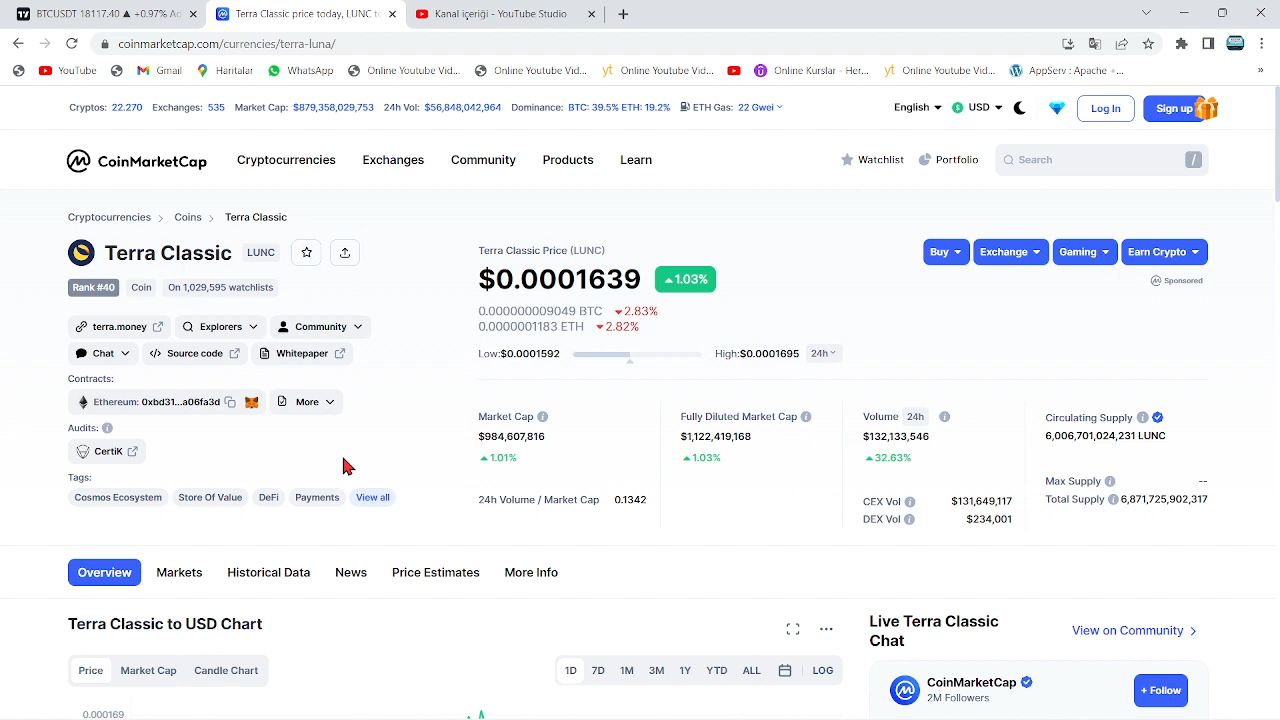 BTCUSDT 18117.40 ▲ +0.97% Ad
Terra Classic price today, LUNC to
Kanal içeriği - YouTube Studio
coinmarketcap.com/currencies/terra-luna/
YouTube
Gmail
Haritalar
WhatsApp
Online Youtube Vid...
Online Youtube Vid...
yt Online Youtube Vid...
Online Kurslar - Her...
yt Online Youtube Vid...
AppServ : Apache +...
»
Cryptos: 22.270 Exchanges: 535 Market Cap: $879,358,029,753 24h Vol: $56,848,042,964 Dominance: BTC: 39.5% ETH: 19.2% ETH Gas: 22 Gwei
English
USD
Log In
Sign up
CoinMarketCap
Cryptocurrencies
Exchanges
Community
Products
Learn
Watchlist
Portfolio
Search
/
Cryptocurrencies > Coins > Terra Classic
Terra Classic LUNC
Rank #40
Coin
On 1,029,595 watchlists
terra.money
Explorers
Community
Chat
Source code
Whitepaper
Contracts:
Ethereum: 0xbd31...a06fa3d
More
Audits:
CertiK
Tags:
Cosmos Ecosystem
Store Of Value
DeFi
Payments
View all
Terra Classic Price (LUNC)
$0.0001639
1.03%
0.000000009049 BTC 2.83%
0.0000001183 ETH 2.82%
Low:$0.0001592
High:$0.0001695
24h
Buy
Exchange
Gaming
Earn Crypto
Sponsored
Market Cap
$984,607,816
1.01%
24h Volume / Market Cap 0.1342
Fully Diluted Market Cap
$1,122,419,168
1.03%
Volume 24h
$132,133,546
32.63%
CEX Vol $131,649,117
DEX Vol $234,001
Circulating Supply
6,006,701,024,231 LUNC
Max Supply --
Total Supply 6,871,725,902,317
Overview
Markets
Historical Data
News
Price Estimates
More Info
Terra Classic to USD Chart
Price
Market Cap
Candle Chart
1D
7D
1M
3M
1Y
YTD
ALL
LOG
0.000169
Live Terra Classic
Chat
View on Community >
CoinMarketCap
2M Followers
+ Follow